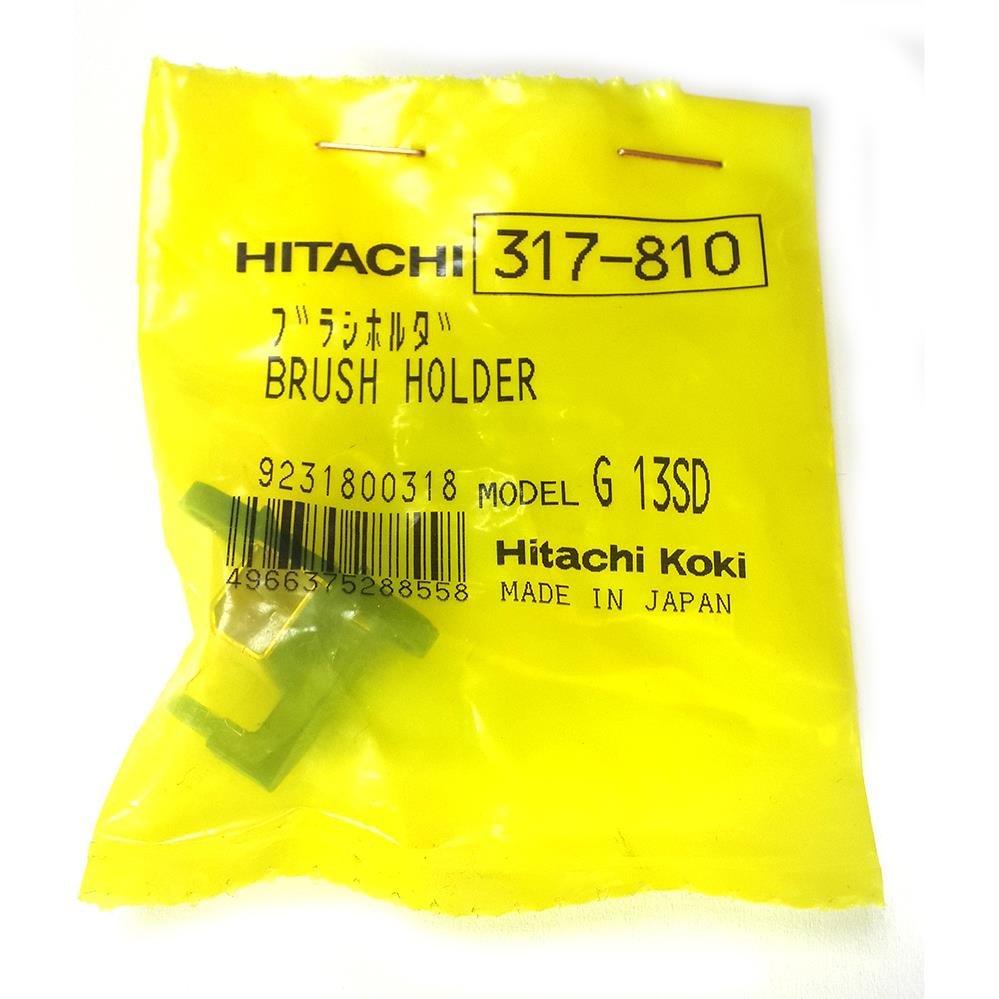 HITACHI 317-810
ブラシホルダ
BRUSH HOLDER
9231800318 MODEL G 13SD
4966375288558
Hitachi Koki
MADE IN JAPAN